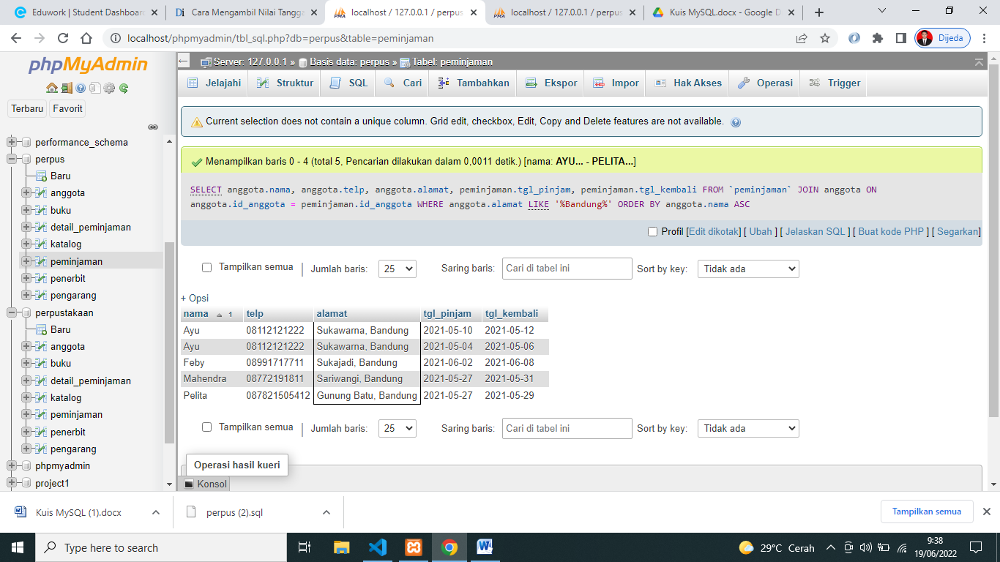 Eduwork | Student Dashboar
Cara Mengambil Nilai Tangga
localhost / 127.0.0.1 / perpus
localhost / 127.0.0.1 / perpus
Kuis MySQL.docx - Google D
localhost/phpmyadmin/tbl_sql.php?db=perpus&table=peminjaman
Dijeda
phpMyAdmin
Terbaru
Favorit
performance_schema
perpus
Baru
anggota
buku
detail_peminjaman
katalog
peminjaman
penerbit
pengarang
perpustakaan
Baru
anggota
buku
detail_peminjaman
katalog
peminjaman
penerbit
pengarang
phpmyadmin
project1
Server: 127.0.0.1 » Basis data: perpus » Tabel: peminjaman
Jelajahi Struktur SQL Cari Tambahkan Ekspor Impor Hak Akses Operasi Trigger
Current selection does not contain a unique column. Grid edit, checkbox, Edit, Copy and Delete features are not available.
Menampilkan baris 0 - 4 (total 5, Pencarian dilakukan dalam 0,0011 detik.) [nama: AYU... - PELITA...]
SELECT anggota.nama, anggota.telp, anggota.alamat, peminjaman.tgl_pinjam, peminjaman.tgl_kembali FROM `peminjaman` JOIN anggota ON
anggota.id_anggota = peminjaman.id_anggota WHERE anggota.alamat LIKE '%Bandung%' ORDER BY anggota.nama ASC
Profil [Edit dikotak] [ Ubah ] [ Jelaskan SQL ] [ Buat kode PHP ] [ Segarkan]
Tampilkan semua | Jumlah baris: 25 Saring baris: Cari di tabel ini Sort by key: Tidak ada
+ Opsi
nama 1 telp alamat tgl_pinjam tgl_kembali
Ayu 08112121222 Sukawarna, Bandung 2021-05-10 2021-05-12
Ayu 08112121222 Sukawarna, Bandung 2021-05-04 2021-05-06
Feby 08991717711 Sukajadi, Bandung 2021-06-02 2021-06-08
Mahendra 08772191811 Sariwangi, Bandung 2021-05-27 2021-05-31
Pelita 087821505412 Gunung Batu, Bandung 2021-05-27 2021-05-29
Tampilkan semua | Jumlah baris: 25 Saring baris: Cari di tabel ini Sort by key: Tidak ada
Operasi hasil kueri
Konsol
Kuis MySQL (1).docx
perpus (2).sql
Tampilkan semua
Type here to search
29°C Cerah
9:38
19/06/2022